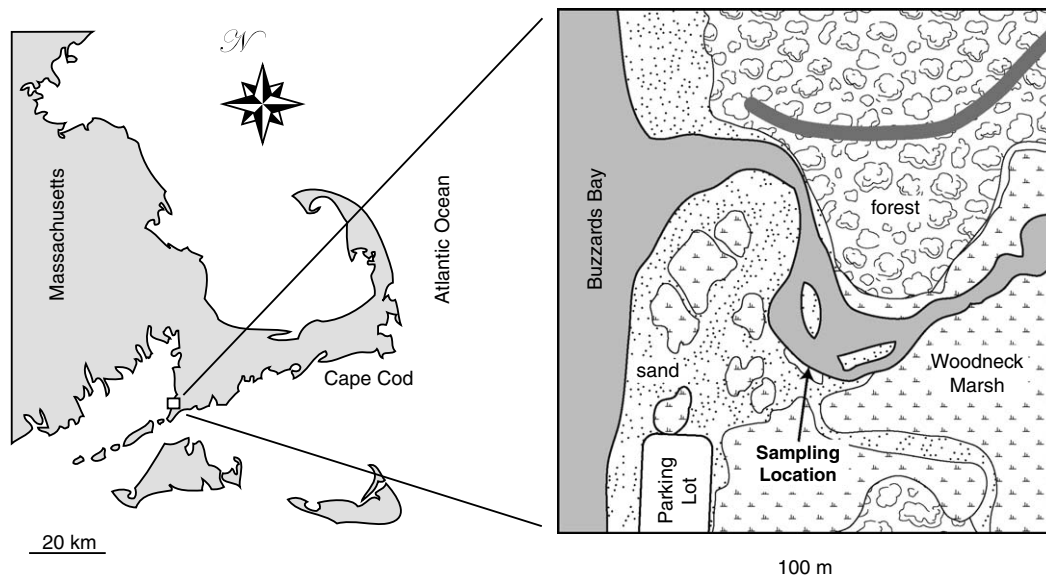 N
Massachusetts
Atlantic Ocean
Cape Cod
20 km
Buzzards Bay
forest
sand
Woodneck
Marsh
Sampling
Location
Parking
Lot
100 m